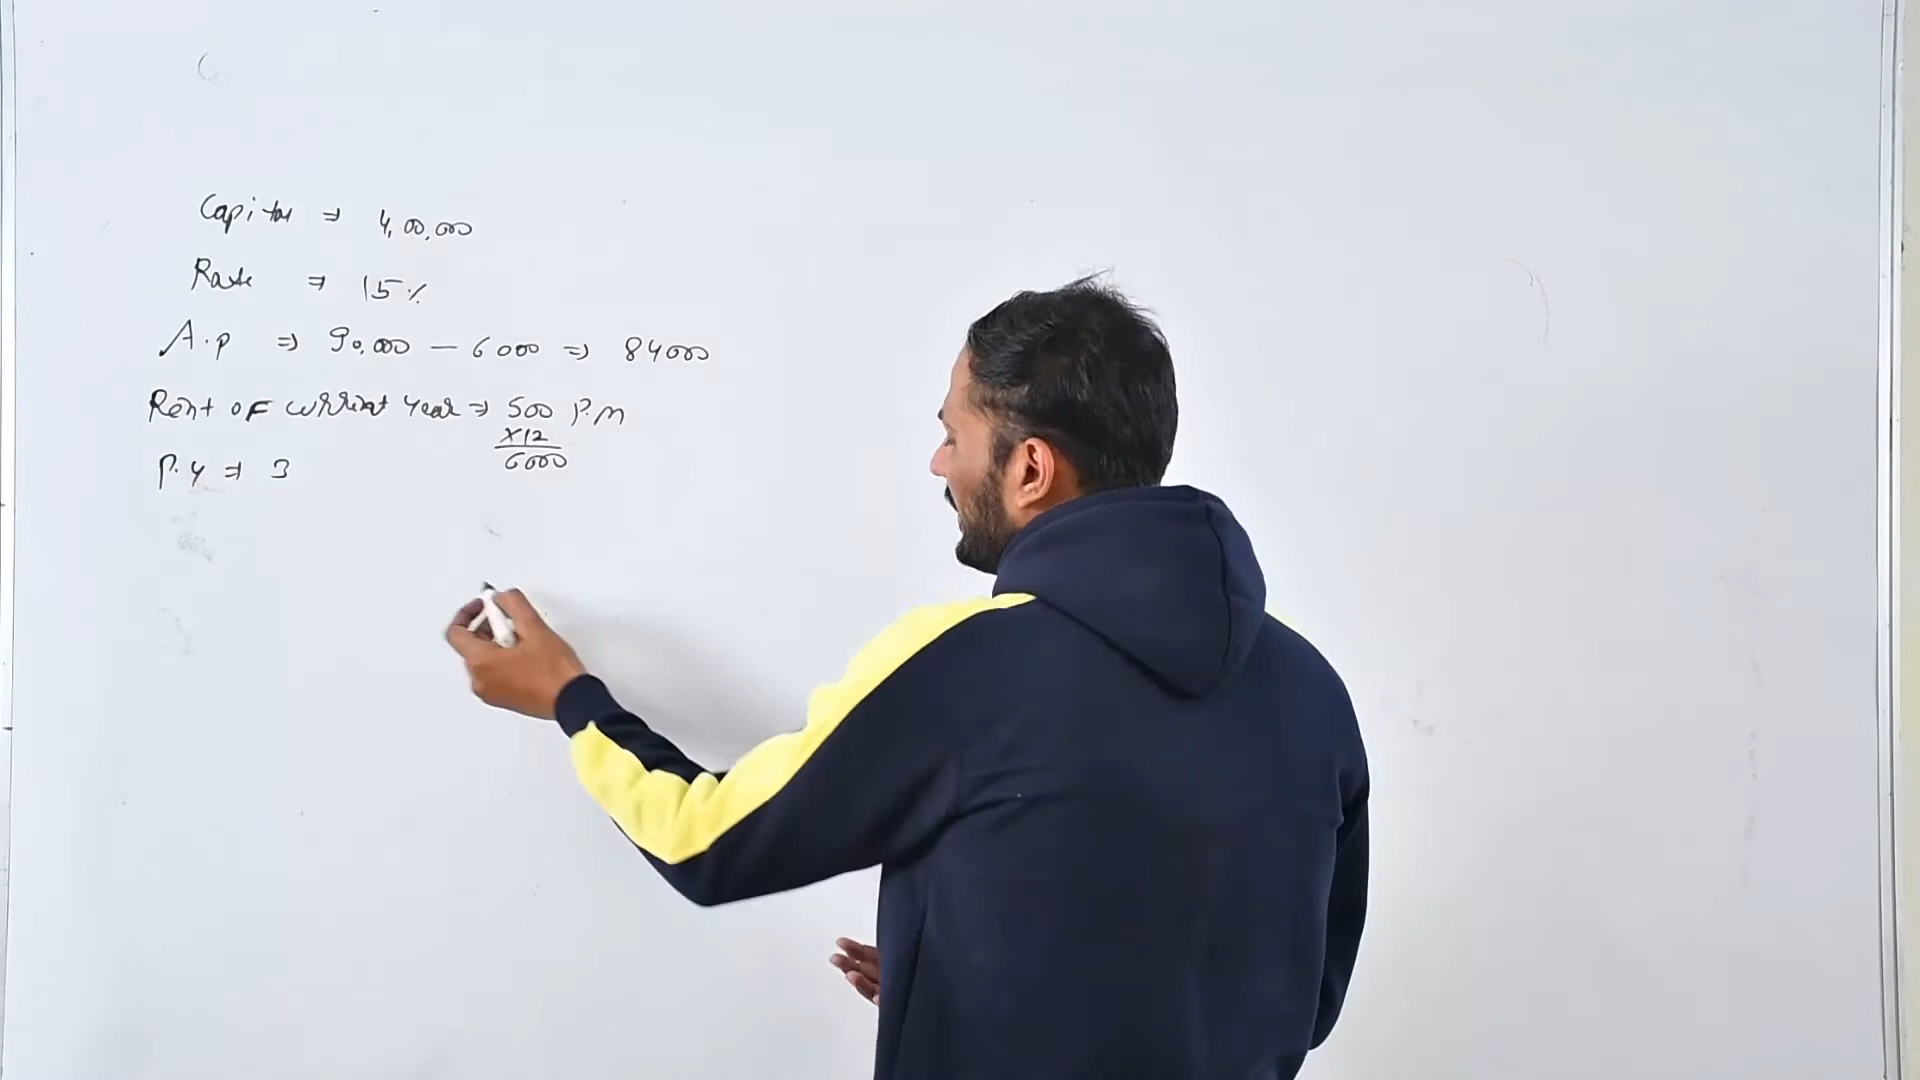 Capital ⇒ 4,00,000
Rate ⇒ 15%
A.p ⇒ 90,000 — 6000 ⇒ 84000
Rent OF current Year ⇒ 500 P.M
X12
6000
P.Y ⇒ 3